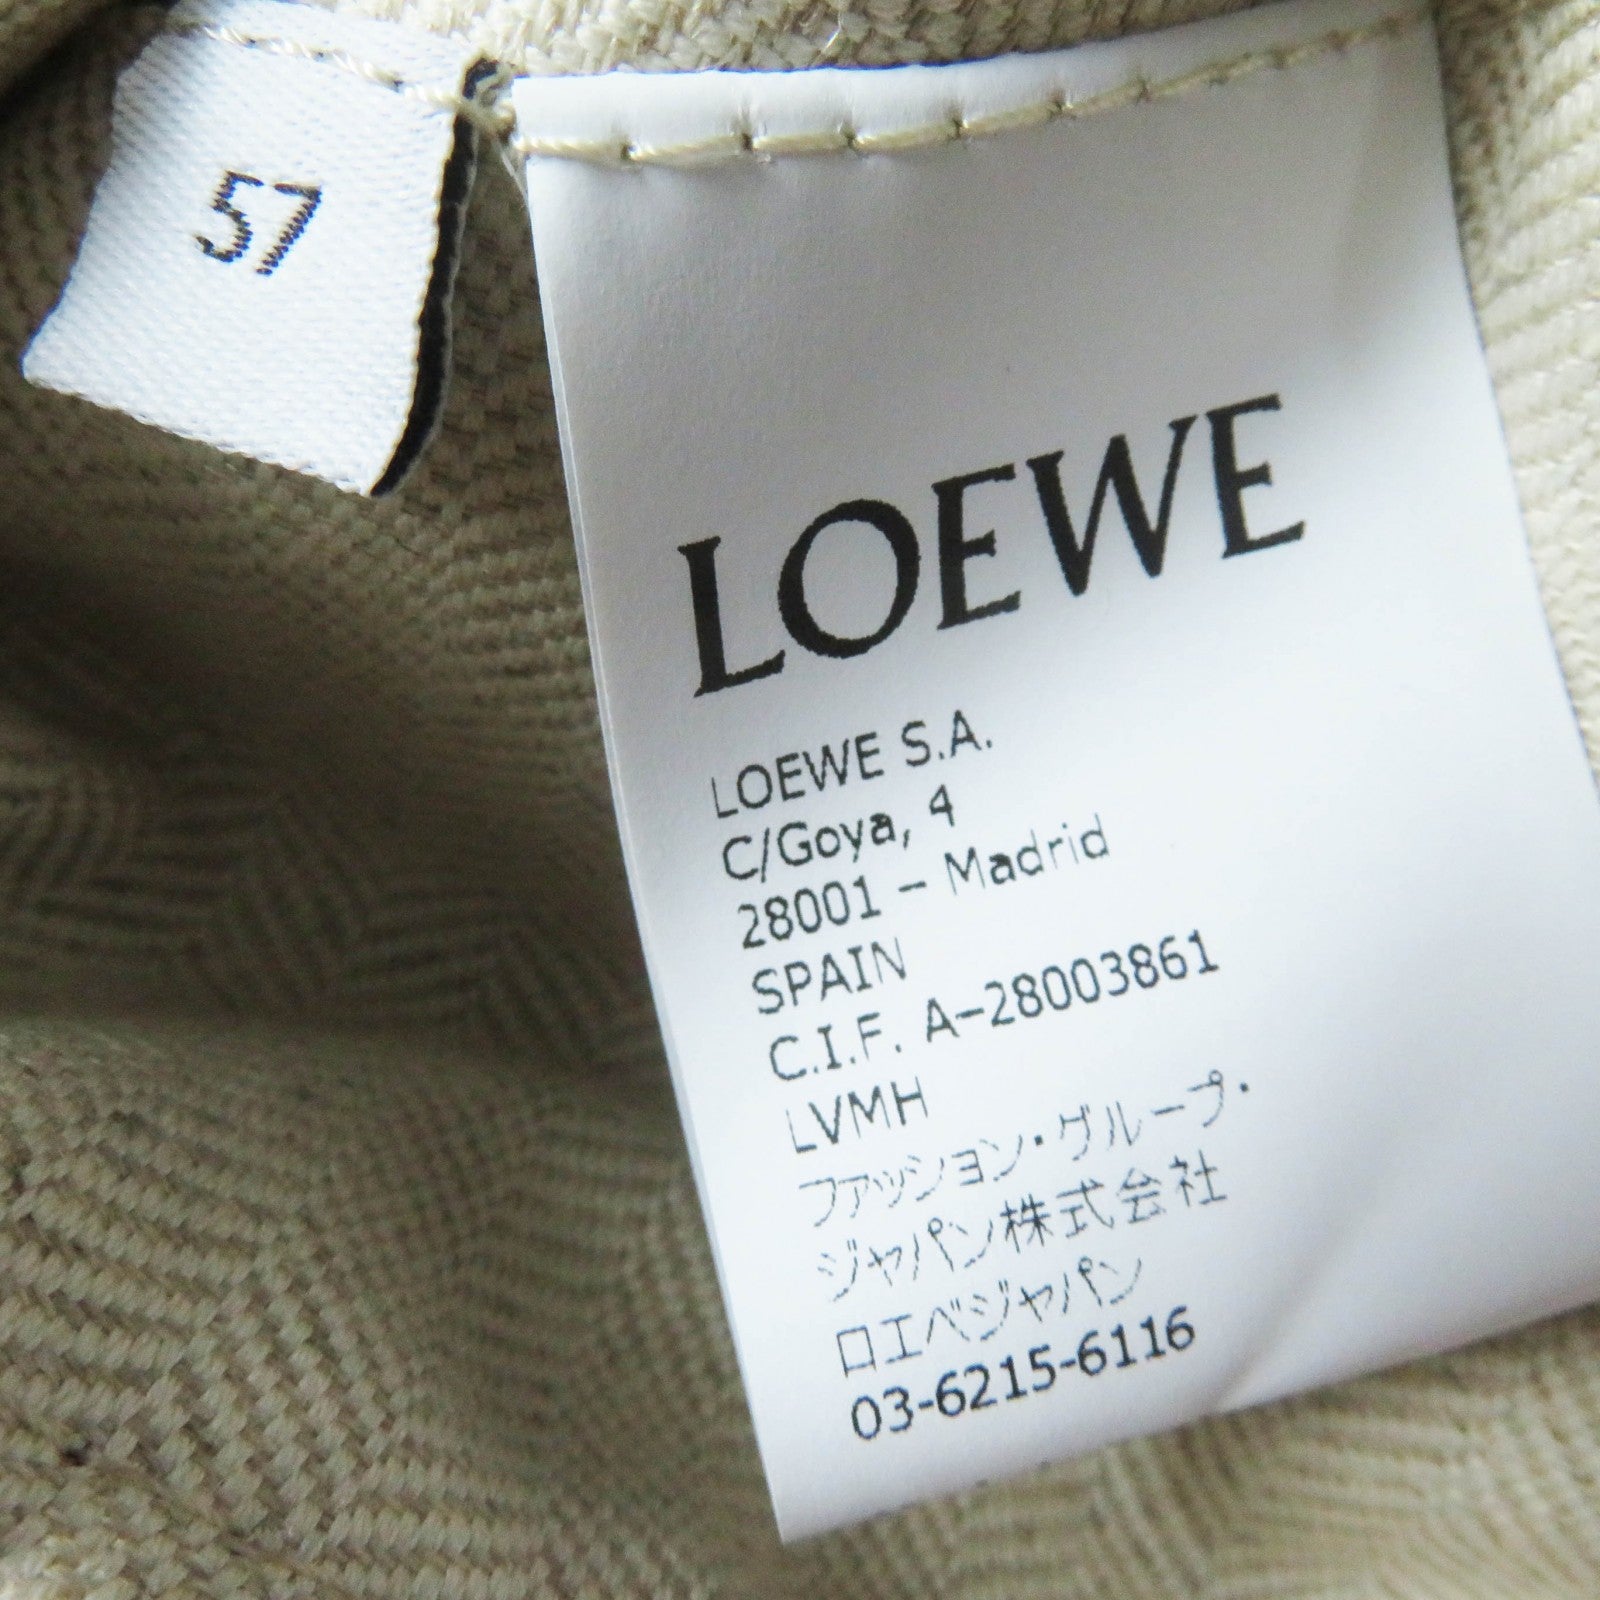 57
LOEWE
LOEWE S.A.
C/Goya, 4
28001 - Madrid
SPAIN
C.I.F. A-28003861
LVMH
ファッション・グループ・
ジャパン株式会社
ロエベジャパン
03-6215-6116